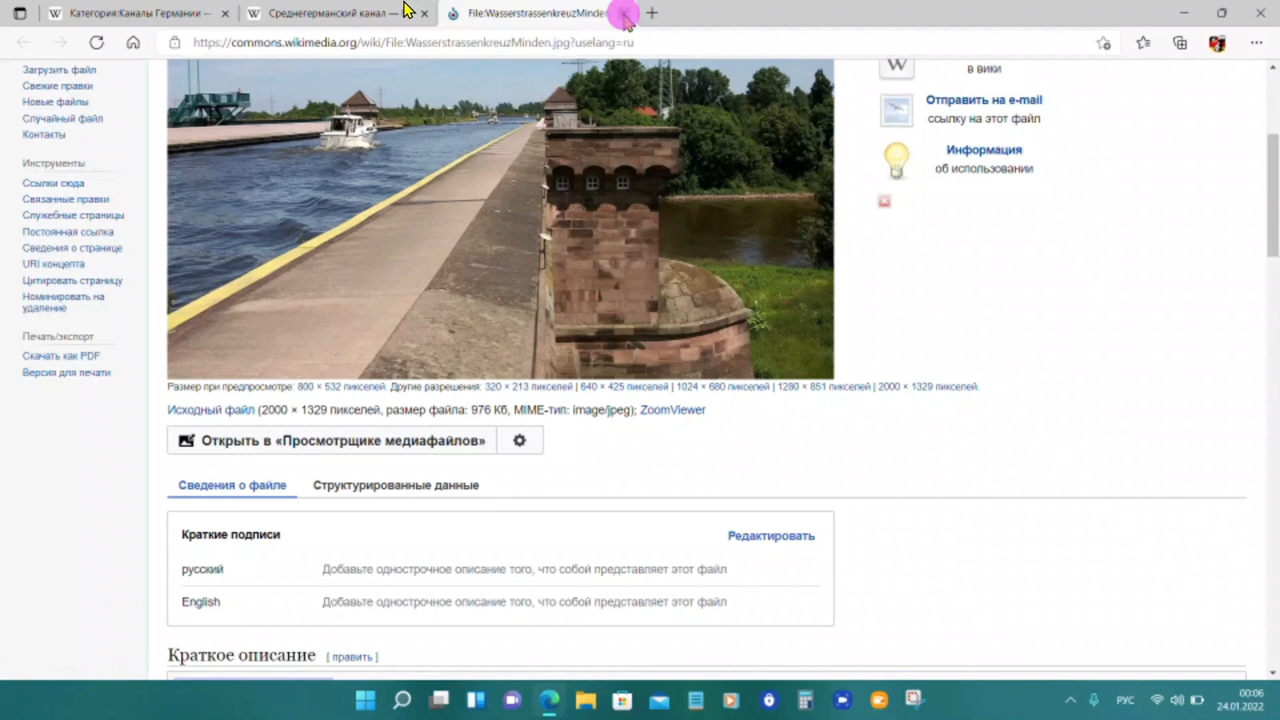 Категория:Каналы Германии —
Среднегерманский канал —
File:WasserstrassenkreuzMinden
https://commons.wikimedia.org/wiki/File:WasserstrassenkreuzMinden.jpg?uselang=ru
Загрузить файл
Свежие правки
Новые файлы
Случайный файл
Контакты
Инструменты
Ссылки сюда
Связанные правки
Служебные страницы
Постоянная ссылка
Сведения о странице
URI концепта
Цитировать страницу
Номинировать на
удаление
Печать/экспорт
Скачать как PDF
Версия для печати
W
в вики
Отправить на e-mail
ссылку на этот файл
Информация
об использовании
Размер при предпросмотре: 800 × 532 пикселей. Другие разрешения: 320 × 213 пикселей | 640 × 425 пикселей | 1024 × 680 пикселей | 1280 × 851 пикселей | 2000 × 1329 пикселей.
Исходный файл (2000 × 1329 пикселей, размер файла: 976 Кб, MIME-тип: image/jpeg); ZoomViewer
Открыть в «Просмотрщике медиафайлов»
Сведения о файле Структурированные данные
Краткие подписи Редактировать
русский Добавьте однострочное описание того, что собой представляет этот файл
English Добавьте однострочное описание того, что собой представляет этот файл
Краткое описание [ править ]
РУС
00:06
24.01.2022